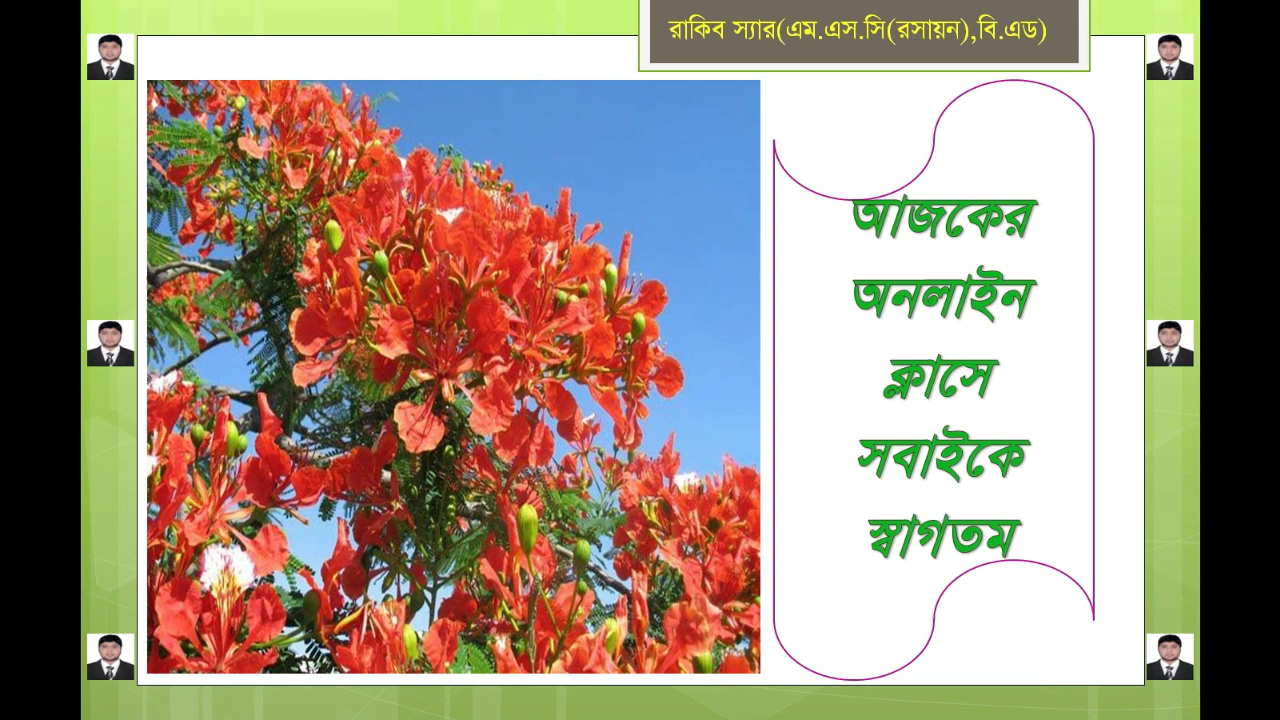 রাকিব স্যার(এম.এস.সি(রসায়ন),বি.এড)
আজকের
অনলাইন
ক্লাসে
সবাইকে
স্বাগতম